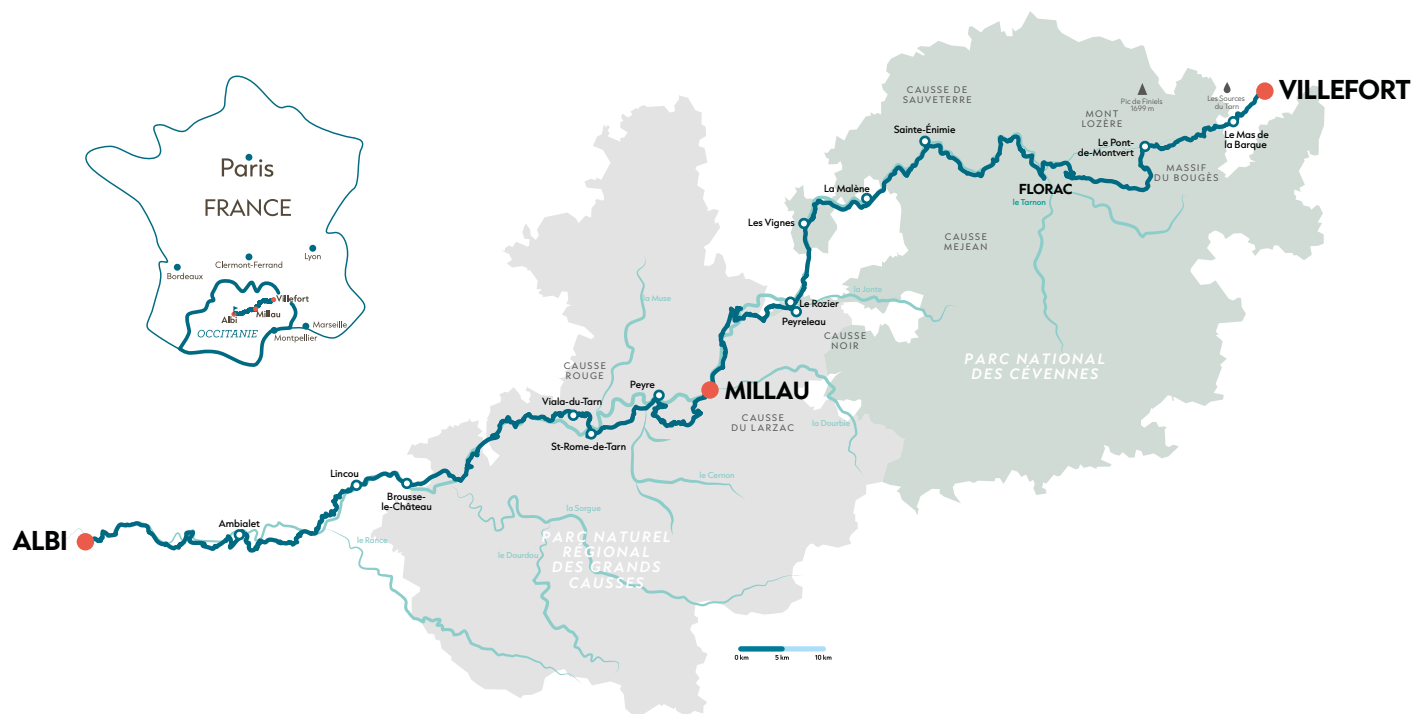 Paris
FRANCE
Bordeaux
Clermont-Ferrand
Lyon
Villefort
Albi
Millau
OCCITANIE
Marseille
Montpellier
CAUSSE DE
SAUVETERRE
Pic de Finiels
1699 m
Les Sources
du Tarn
VILLEFORT
MONT
LOZÈRE
Sainte-Énimie
Le Pont-
de-Montvert
Le Mas de
la Barque
MASSIF
DU BOUGÈS
La Malène
FLORAC
le Tarnon
Les Vignes
CAUSSE
MEJEAN
la Muse
la Jonte
Le Rozier
Peyreleau
CAUSSE
NOIR
PARC NATIONAL
DES CÉVENNES
CAUSSE
ROUGE
Peyre
MILLAU
Viala-du-Tarn
CAUSSE
DU LARZAC
la Dourbie
St-Rome-de-Tarn
Lincou
le Cernon
Brousse-
le-Château
la Sorgue
Ambialet
ALBI
le Rance
le Dourdou
PARC NATUREL
RÉGIONAL
DES GRANDS
CAUSSES
0 km
5 km
10 km